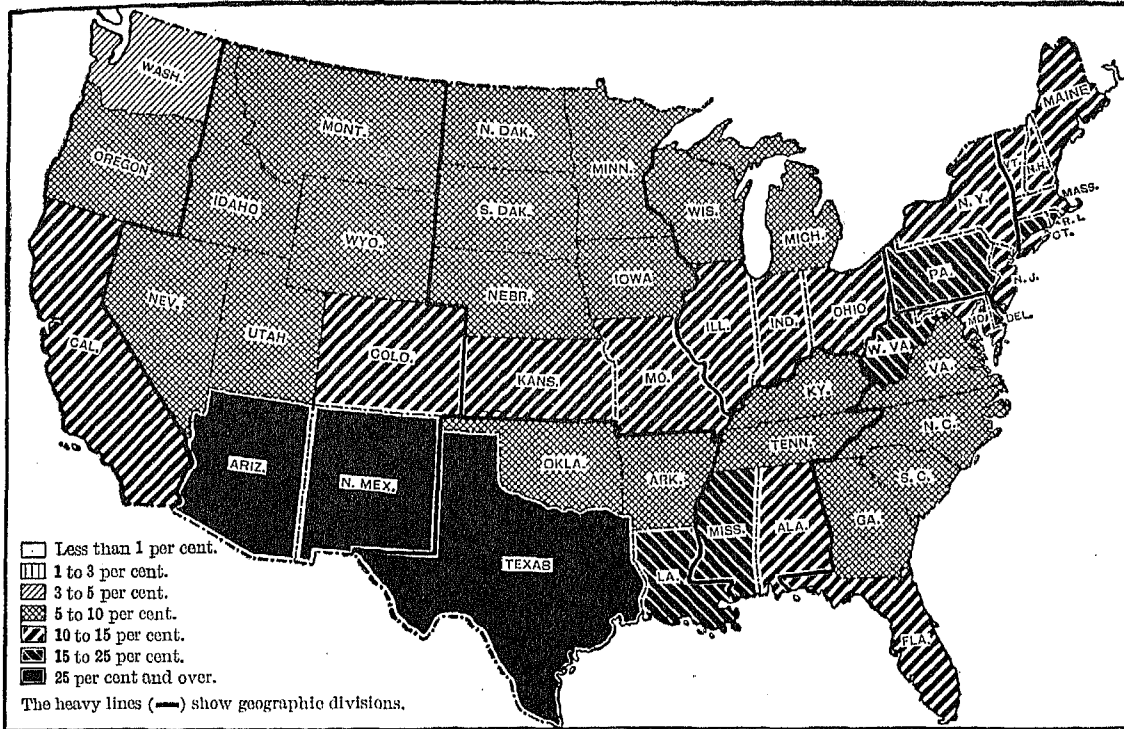 WASH.
MONT.
N. DAK.
MINN.
MAINE
OREGON
IDAHO
S. DAK.
WIS.
MICH.
N. Y.
VT.
N.H.
MASS.
R. I.
CT.
WYO.
NEBR.
IOWA
PA.
N. J.
NEV.
UTAH
COLO.
KANS.
MO.
ILL.
IND.
OHIO
W. VA.
MD.
DEL.
VA.
CAL.
KY.
N. C.
TENN.
ARIZ.
N. MEX.
OKLA.
ARK.
S. C.
MISS.
ALA.
GA.
TEXAS
LA.
FLA.
Less than 1 per cent.
1 to 3 per cent.
3 to 5 per cent.
5 to 10 per cent.
10 to 15 per cent.
15 to 25 per cent.
25 per cent and over.
The heavy lines (▬) show geographic divisions.